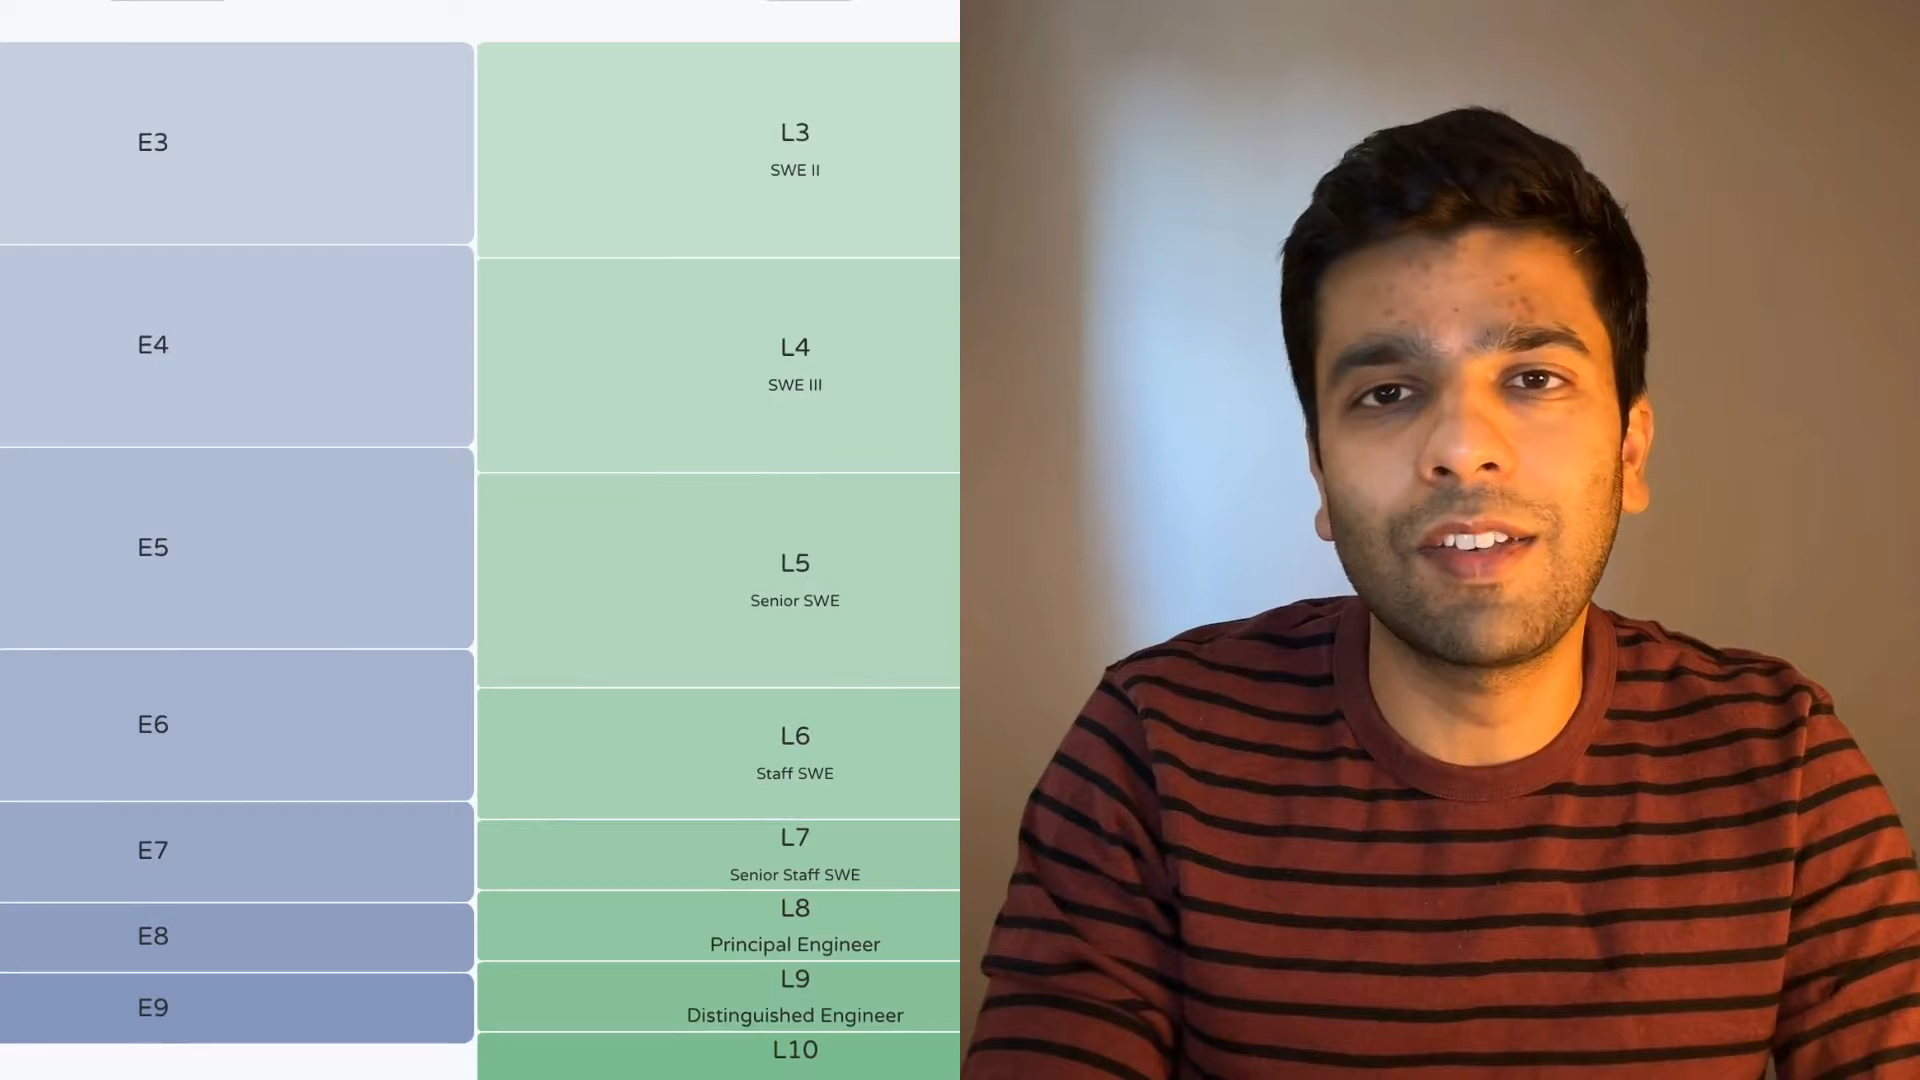 E3
E4
E5
E6
E7
E8
E9
L3
SWE II
L4
SWE III
L5
Senior SWE
L6
Staff SWE
L7
Senior Staff SWE
L8
Principal Engineer
L9
Distinguished Engineer
L10